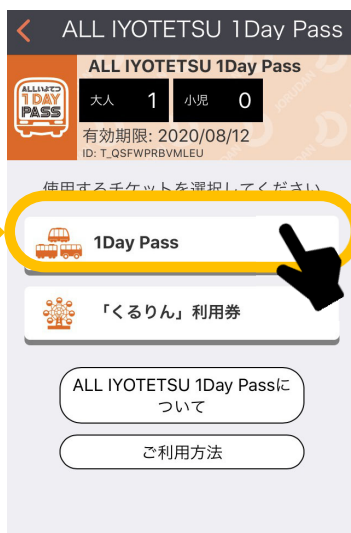 ALL IYOTETSU 1Day Pass
ALL IYOTETSU 1Day Pass
ALLいよてつ
1 DAY
PASS
大人 1 小児 0
有効期限: 2020/08/12
ID: T_QSFWPRBVMLEU
JORUDAN
使用するチケットを選択してください
1Day Pass
「くるりん」利用券
ALL IYOTETSU 1Day Passに
ついて
ご利用方法